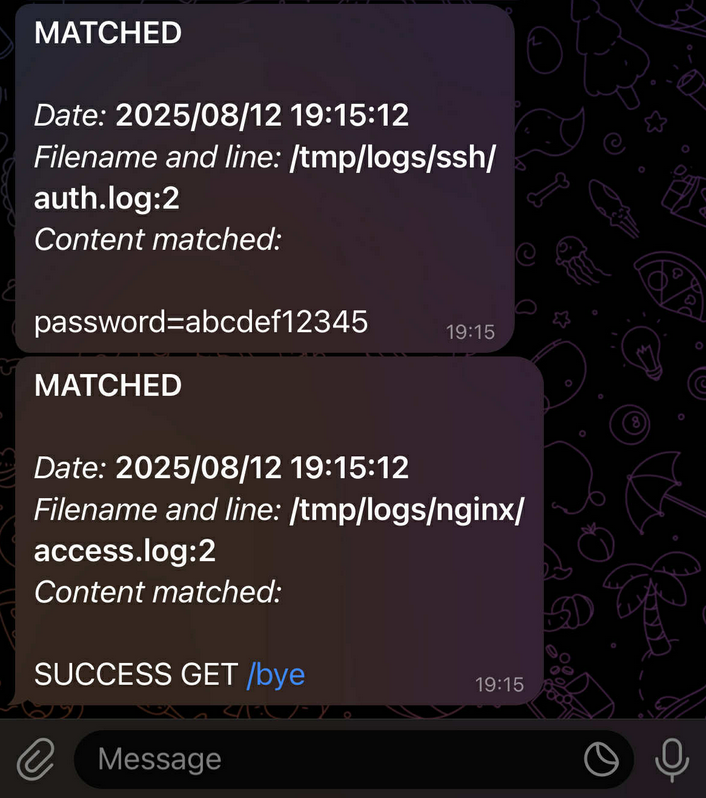 MATCHED
Date: 2025/08/12 19:15:12
Filename and line: /tmp/logs/ssh/
auth.log:2
Content matched:
password=abcdef12345
19:15
MATCHED
Date: 2025/08/12 19:15:12
Filename and line: /tmp/logs/nginx/
access.log:2
Content matched:
SUCCESS GET /bye
19:15
Message